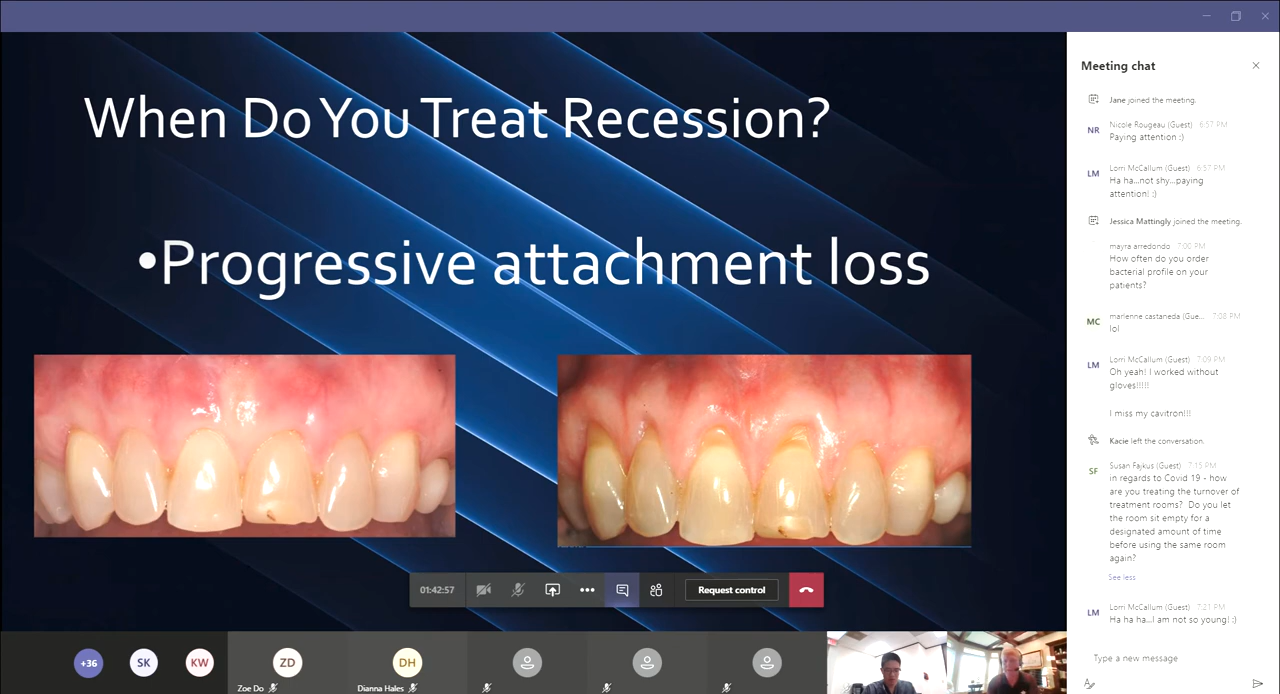 When Do You Treat Recession?
•Progressive attachment loss
01:42:57
Request control
+36
SK
KW
ZD
Zoe Do
DH
Dianna Hales
Meeting chat
Jane joined the meeting.
NR
Nicole Rougeau (Guest) 6:57 PM
Paying attention :)
LM
Lorri McCallum (Guest) 6:57 PM
Ha ha...not shy...paying
attention! :)
Jessica Mattingly joined the meeting.
mayra arredondo 7:00 PM
How often do you order
bacterial profile on your
patients?
MC
marlenne castaneda (Gue... 7:08 PM
lol
LM
Lorri McCallum (Guest) 7:09 PM
Oh yeah! I worked without
gloves!!!!!
I miss my cavitron!!!
Kacie left the conversation.
SF
Susan Fajkus (Guest) 7:15 PM
in regards to Covid 19 - how
are you treating the turnover of
treatment rooms? Do you let
the room sit empty for a
designated amount of time
before using the same room
again?
See less
LM
Lorri McCallum (Guest) 7:21 PM
Ha ha ha...I am not so young! :)
Type a new message